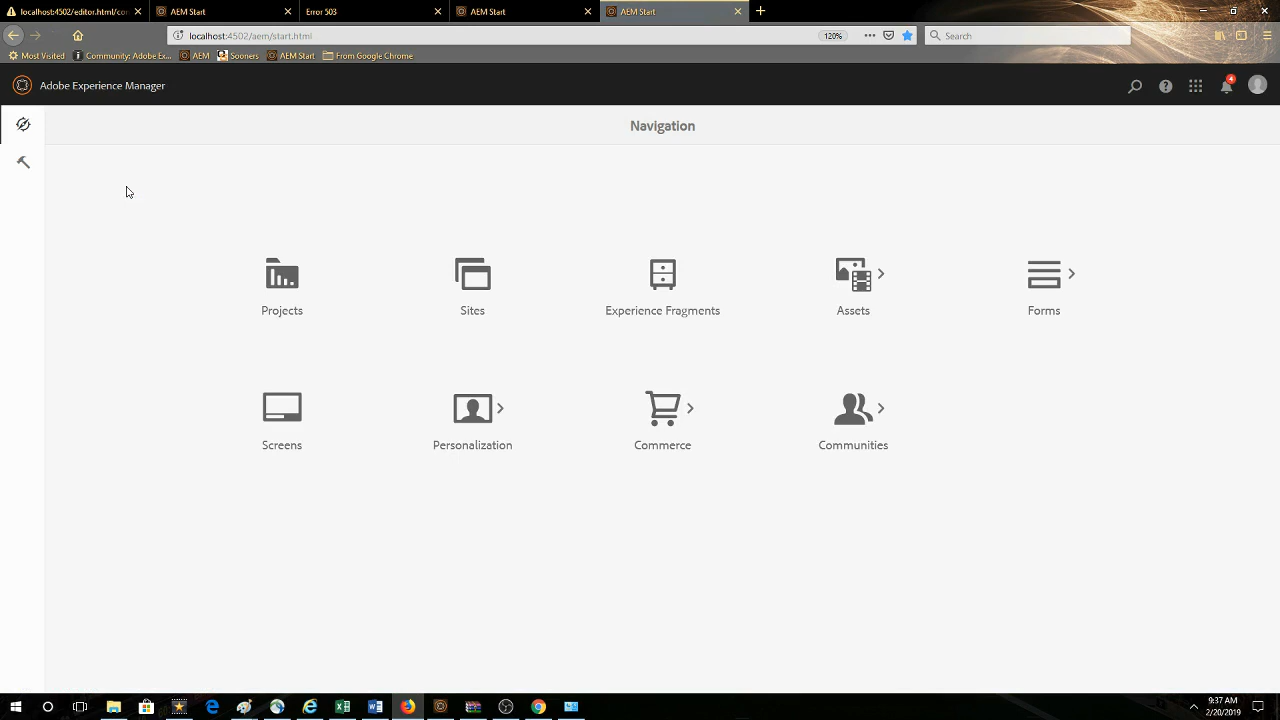 localhost:4502/editor.html/co
AEM Start
Error 503
AEM Start
AEM Start
localhost:4502/aem/start.html
120%
Search
Most Visited
Community: Adobe Ex...
AEM
Sooners
AEM Start
From Google Chrome
Adobe Experience Manager
4
Navigation
Projects
Sites
Experience Fragments
Assets
Forms
Screens
Personalization
Commerce
Communities
9:37 AM
2/20/2019